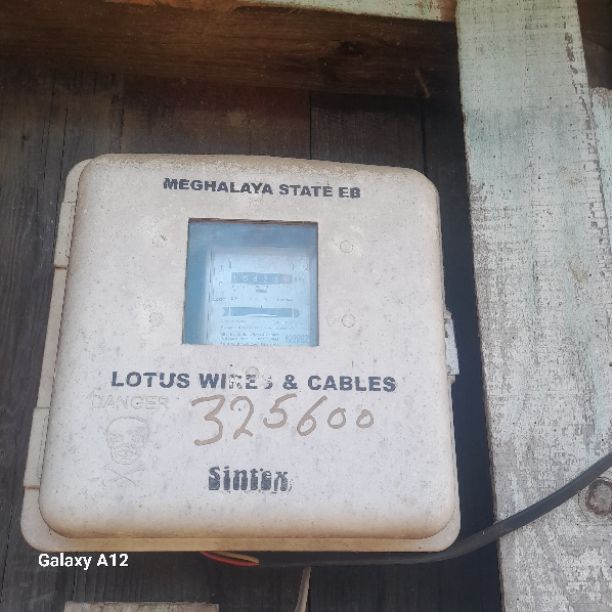 MEGHALAYA STATE EB
LOTUS WIRES & CABLES
DANGER
325600
Sintex
Galaxy A12